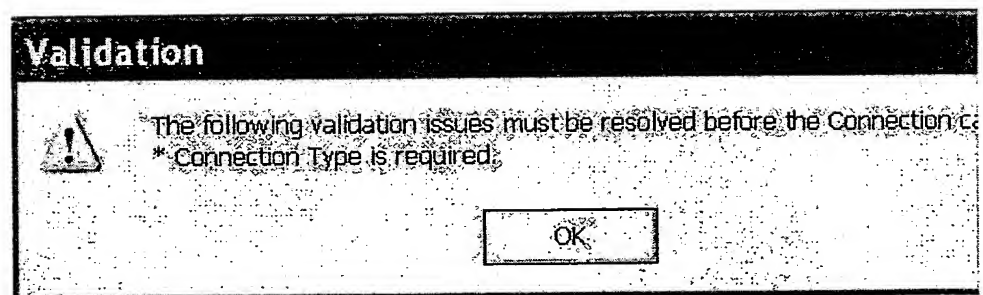 Validation
The following validation issues must be resolved before the Connection ca
* Connection Type is required.
OK